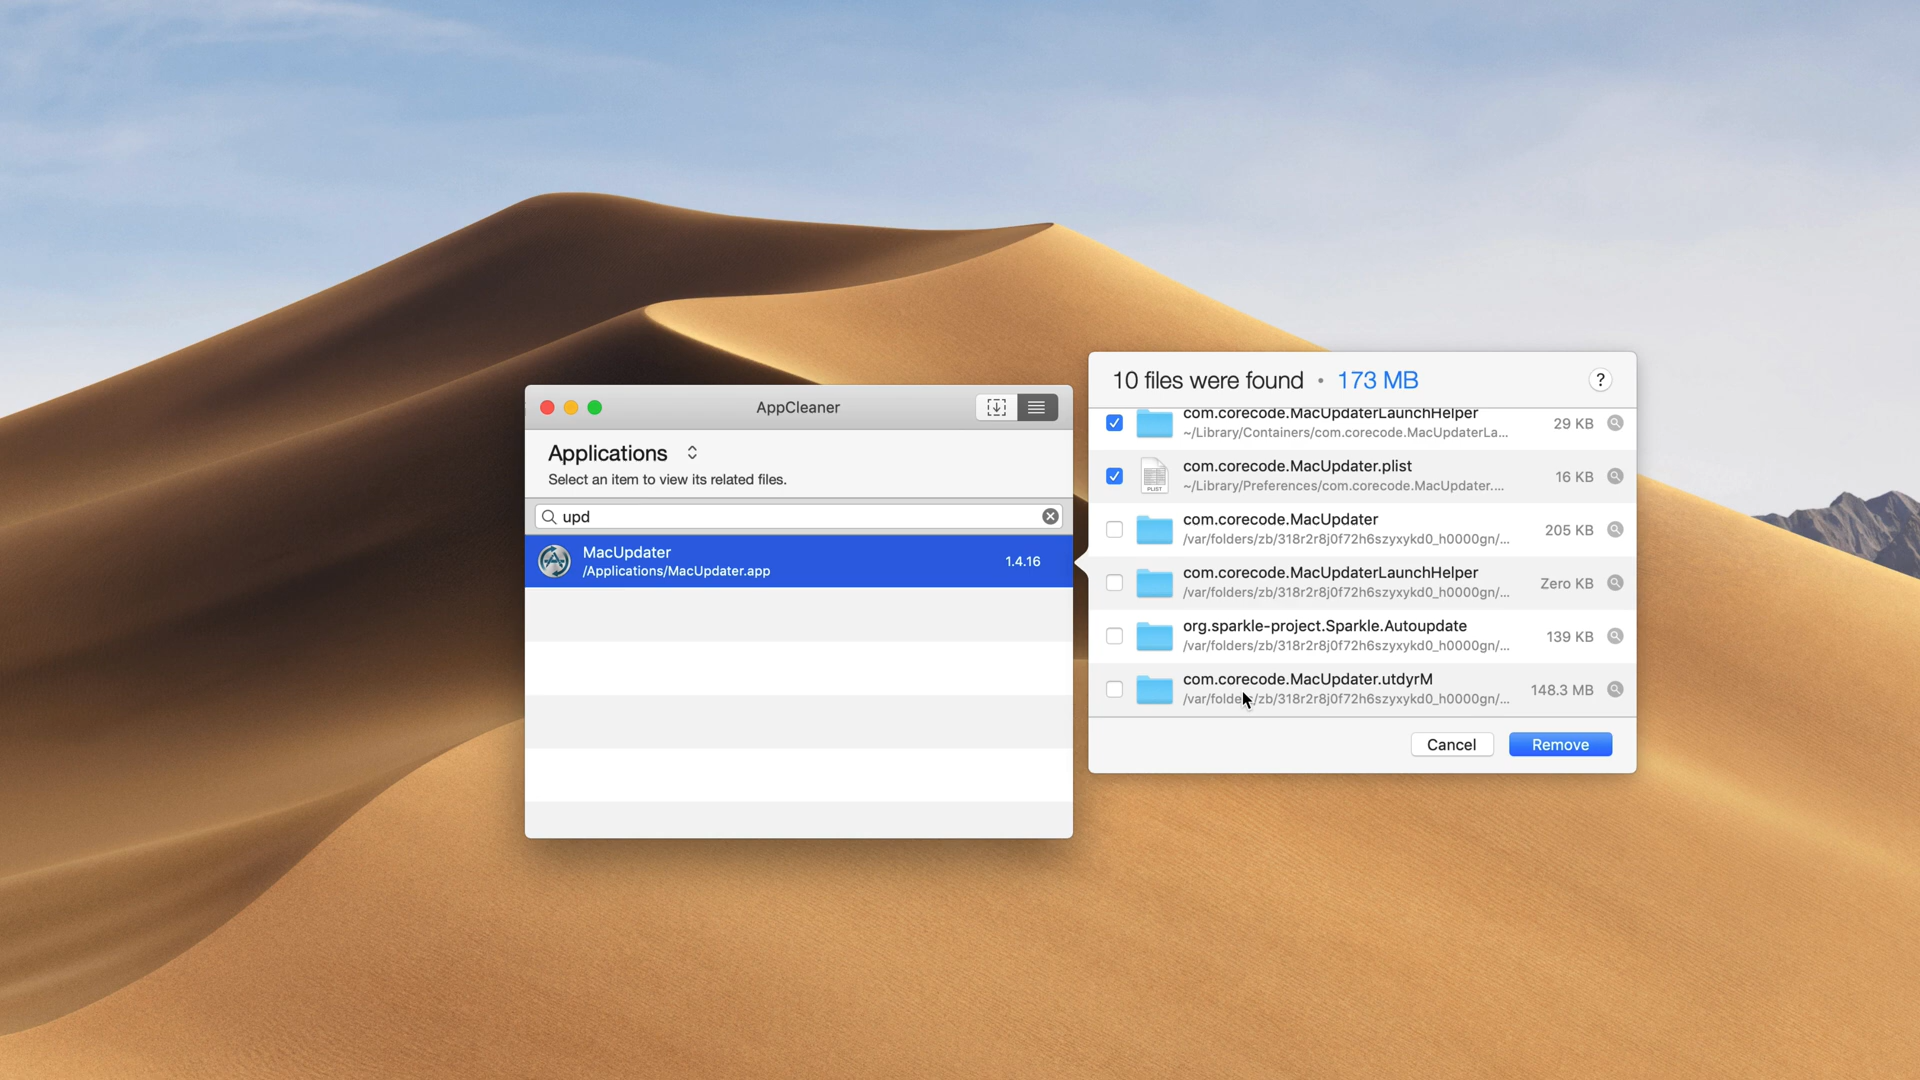 AppCleaner
Applications
Select an item to view its related files.
upd
MacUpdater
/Applications/MacUpdater.app
1.4.16
10 files were found • 173 MB
?
com.corecode.MacUpdaterLaunchHelper
~/Library/Containers/com.corecode.MacUpdaterLa...
29 KB
com.corecode.MacUpdater.plist
~/Library/Preferences/com.corecode.MacUpdater....
16 KB
PLIST
com.corecode.MacUpdater
/var/folders/zb/318r2r8j0f72h6szyxykd0_h0000gn/...
205 KB
com.corecode.MacUpdaterLaunchHelper
/var/folders/zb/318r2r8j0f72h6szyxykd0_h0000gn/...
Zero KB
org.sparkle-project.Sparkle.Autoupdate
/var/folders/zb/318r2r8j0f72h6szyxykd0_h0000gn/...
139 KB
com.corecode.MacUpdater.utdyrM
/var/folders/zb/318r2r8j0f72h6szyxykd0_h0000gn/...
148.3 MB
Cancel
Remove